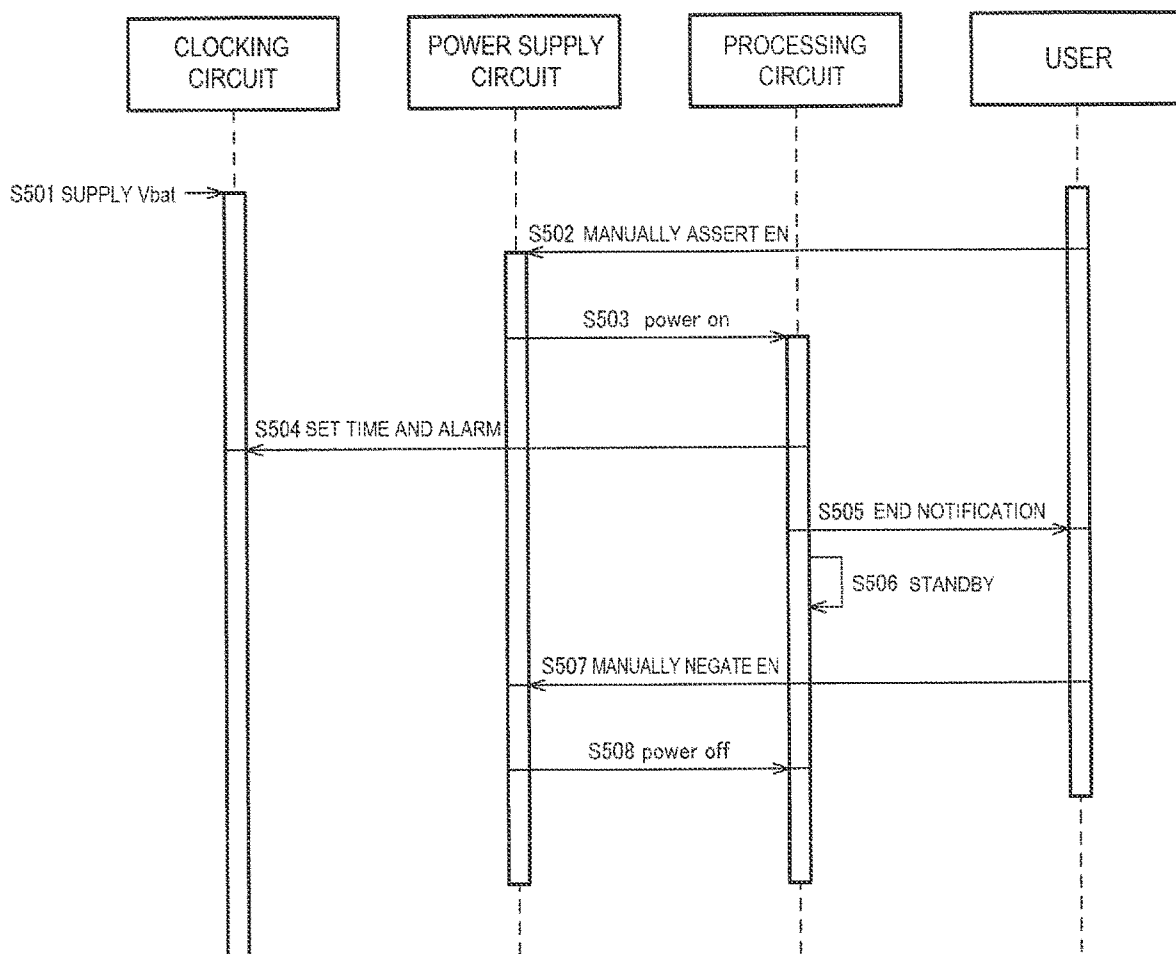 CLOCKING
CIRCUIT
POWER SUPPLY
CIRCUIT
PROCESSING
CIRCUIT
USER
S501 SUPPLY Vbat
S502 MANUALLY ASSERT EN
S503 power on
S504 SET TIME AND ALARM
S505 END NOTIFICATION
S506 STANDBY
S507 MANUALLY NEGATE EN
S508 power off